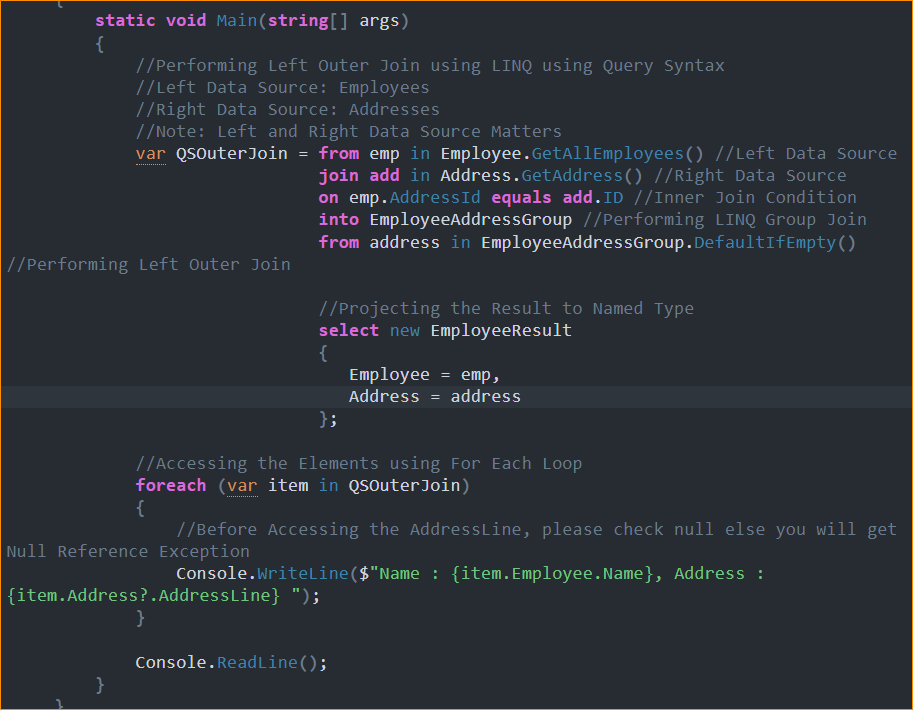 {
static void Main(string[] args)
{
//Performing Left Outer Join using LINQ using Query Syntax
//Left Data Source: Employees
//Right Data Source: Addresses
//Note: Left and Right Data Source Matters
var QSOuterJoin = from emp in Employee.GetAllEmployees() //Left Data Source
join add in Address.GetAddress() //Right Data Source
on emp.AddressId equals add.ID //Inner Join Condition
into EmployeeAddressGroup //Performing LINQ Group Join
from address in EmployeeAddressGroup.DefaultIfEmpty()
//Performing Left Outer Join
//Projecting the Result to Named Type
select new EmployeeResult
{
Employee = emp,
Address = address
};
//Accessing the Elements using For Each Loop
foreach (var item in QSOuterJoin)
{
//Before Accessing the AddressLine, please check null else you will get
Null Reference Exception
Console.WriteLine($"Name : {item.Employee.Name}, Address :
{item.Address?.AddressLine} ");
}
Console.ReadLine();
}
}